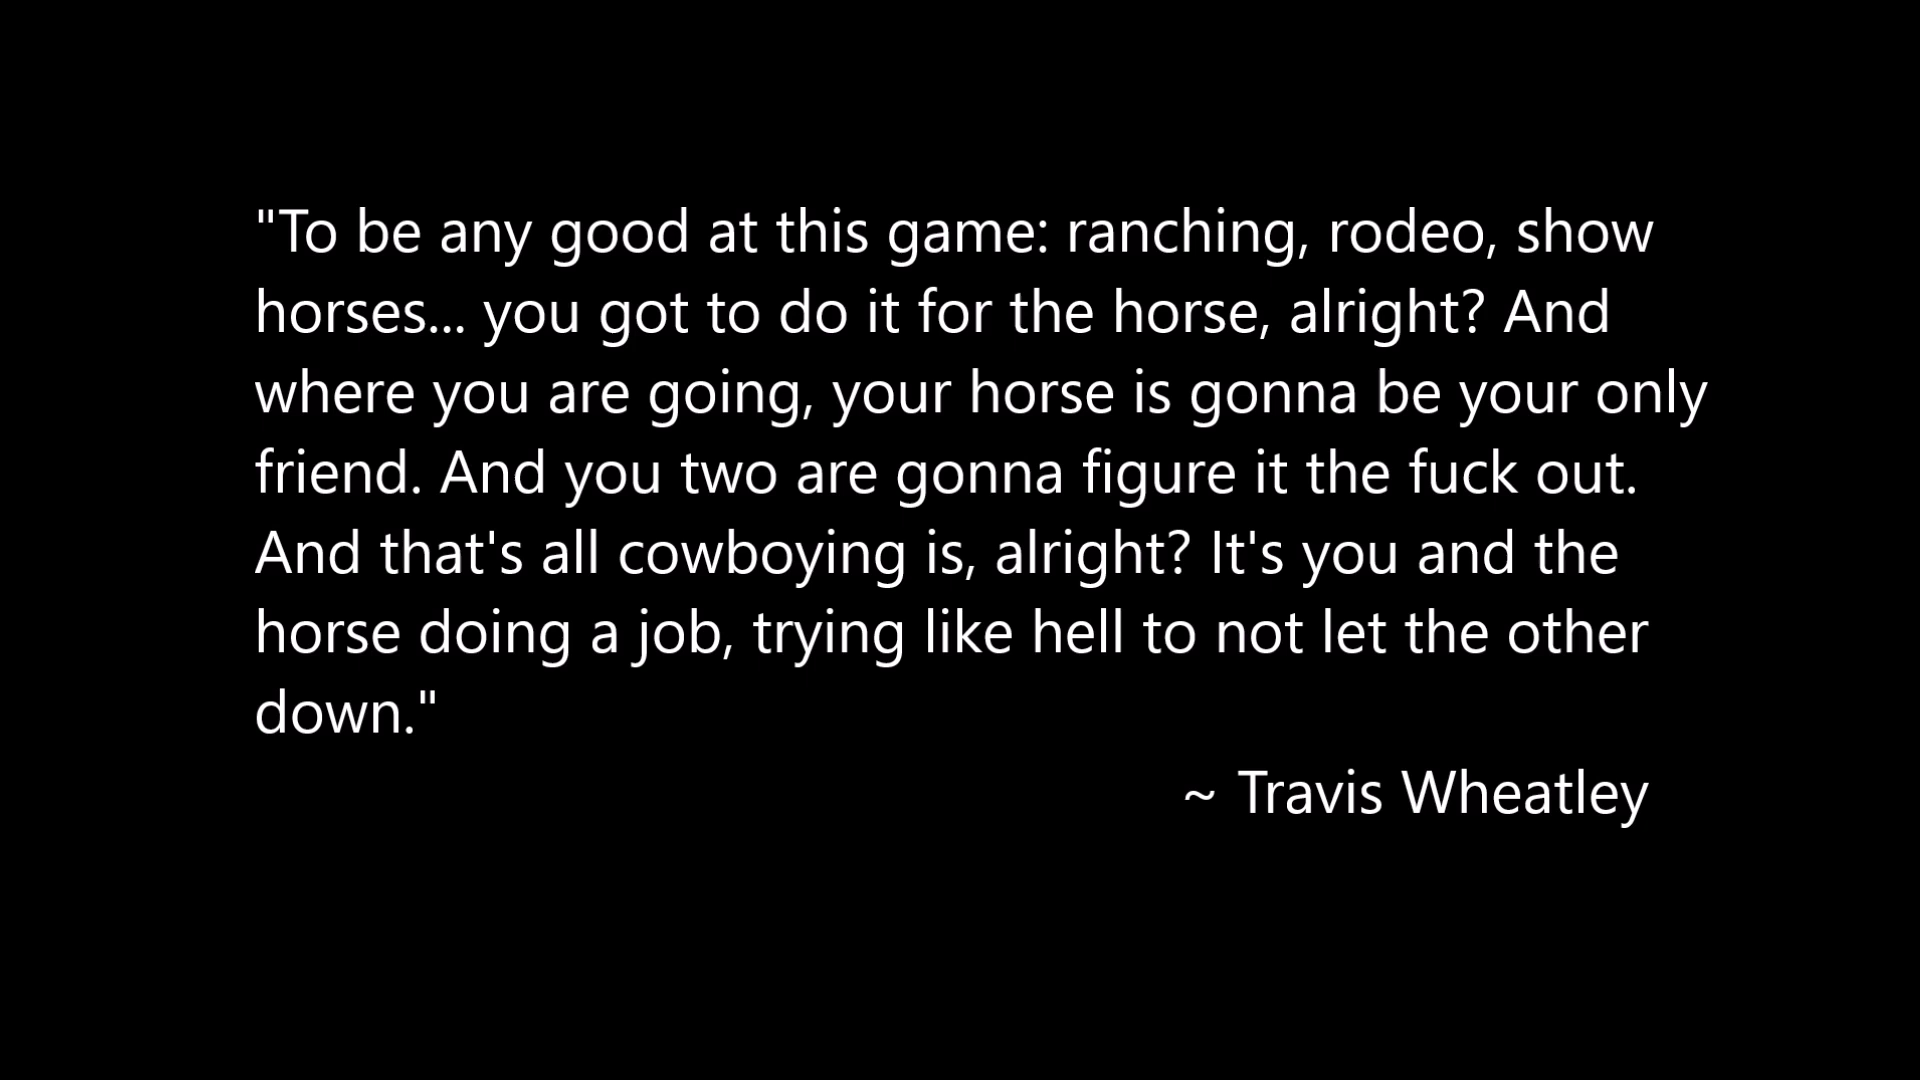 "To be any good at this game: ranching, rodeo, show
horses... you got to do it for the horse, alright? And
where you are going, your horse is gonna be your only
friend. And you two are gonna figure it the fuck out.
And that's all cowboying is, alright? It's you and the
horse doing a job, trying like hell to not let the other
down."
~ Travis Wheatley